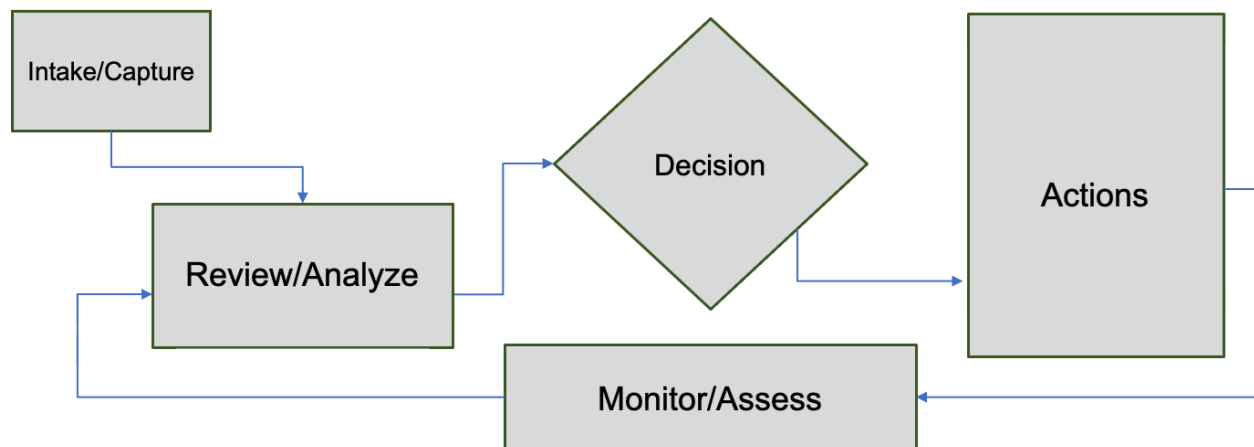 Intake/Capture
Decision
Actions
Review/Analyze
Monitor/Assess